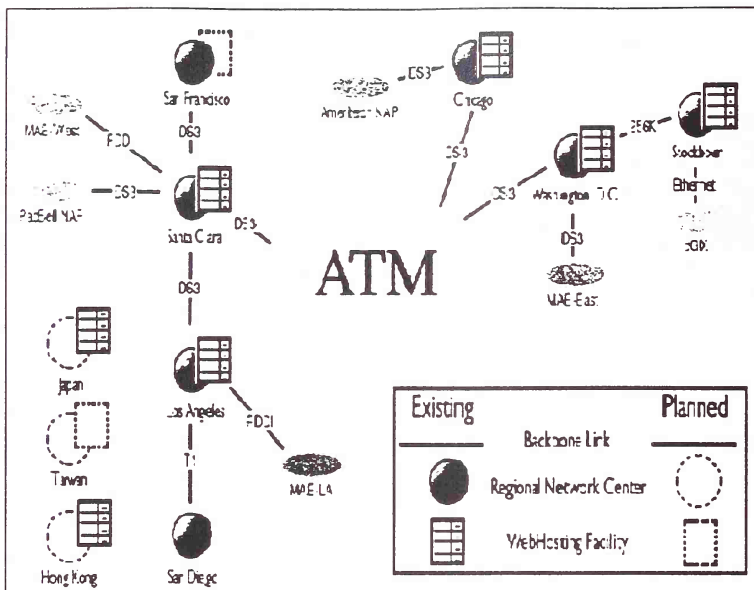 San Francisco
DS3
Ameritech NAP
DS3
Chicago
DS3
MAE-West
DS3
PacBell NAP
Santa Clara
DS3
DS3
256K
Stockholm
Ethernet
DS3
Washington D.C.
DS3
MAE-East
ATM
DS3
Japan
Los Angeles
FDDI
MAE-LA
T1
Taiwan
Hong Kong
San Diego
Existing Planned
Backbone Link
Regional Network Center
WebHosting Facility